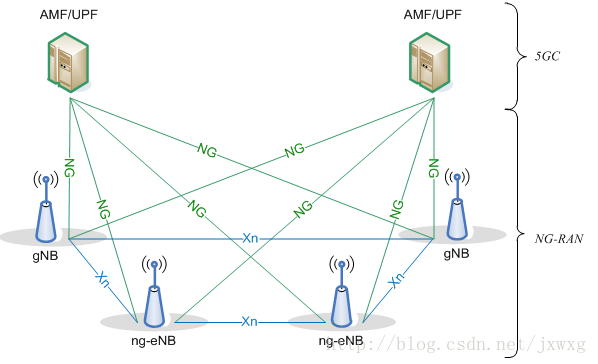 AMF/UPF
AMF/UPF
5GC
NG
NG
NG
NG
NG
NG
NG
NG
Xn
gNB
gNB
NG-RAN
Xn
Xn
Xn
ng-eNB
ng-eNB
http://blog.csdn.net/jxwxg